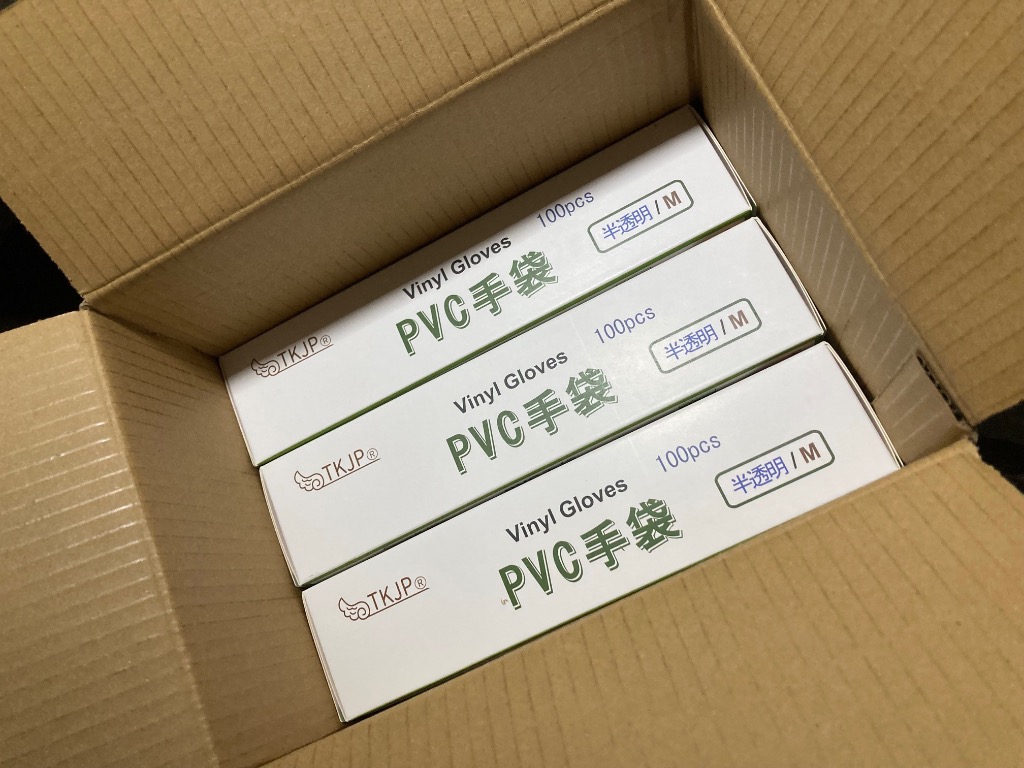 TKJP®
Vinyl Gloves
PVC手袋
100pcs
半透明 / M
TKJP®
Vinyl Gloves
PVC手袋
100pcs
半透明 / M
TKJP®
Vinyl Gloves
PVC手袋
100pcs
半透明 / M